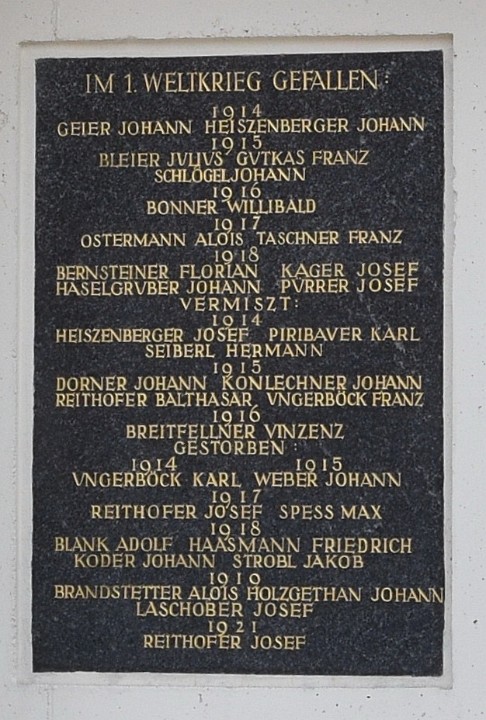 IM 1. WELTKRIEG GEFALLEN:
1914
GEIER JOHANN HEISZENBERGER JOHANN
1915
BLEIER JVLIVS GVTKAS FRANZ
SCHLÖGEL JOHANN
1916
BONNER WILLIBALD
1917
OSTERMANN ALOIS TASCHNER FRANZ
1918
BERNSTEINER FLORIAN KAGER JOSEF
HASELGRVBER JOHANN PVRRER JOSEF
VERMISZT:
1914
HEISZENBERGER JOSEF PIRIBAVER KARL
SEIBERL HERMANN
1915
DORNER JOHANN KONLECHNER JOHANN
REITHOFER BALTHASAR VNGERBÖCK FRANZ
1916
BREITFELLNER VINZENZ
GESTORBEN:
1914 1915
VNGERBÖCK KARL WEBER JOHANN
1917
REITHOFER JOSEF SPESS MAX
1918
BLANK ADOLF HAASMANN FRIEDRICH
KODER JOHANN STROBL JAKOB
1919
BRANDSTETTER ALOIS HOLZGETHAN JOHANN
LASCHOBER JOSEF
1921
REITHOFER JOSEF